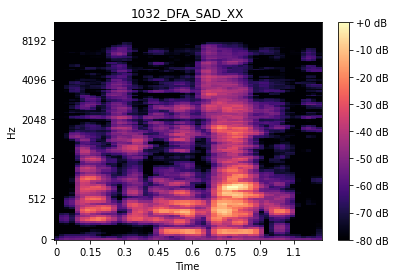 1032_DFA_SAD_XX
+0 dB
8192
-10 dB
4096
-20 dB
-30 dB
2048
Hz
-40 dB
1024
-50 dB
512
-60 dB
-70 dB
0
-80 dB
0 0.15 0.3 0.45 0.6 0.75 0.9 1.1
Time